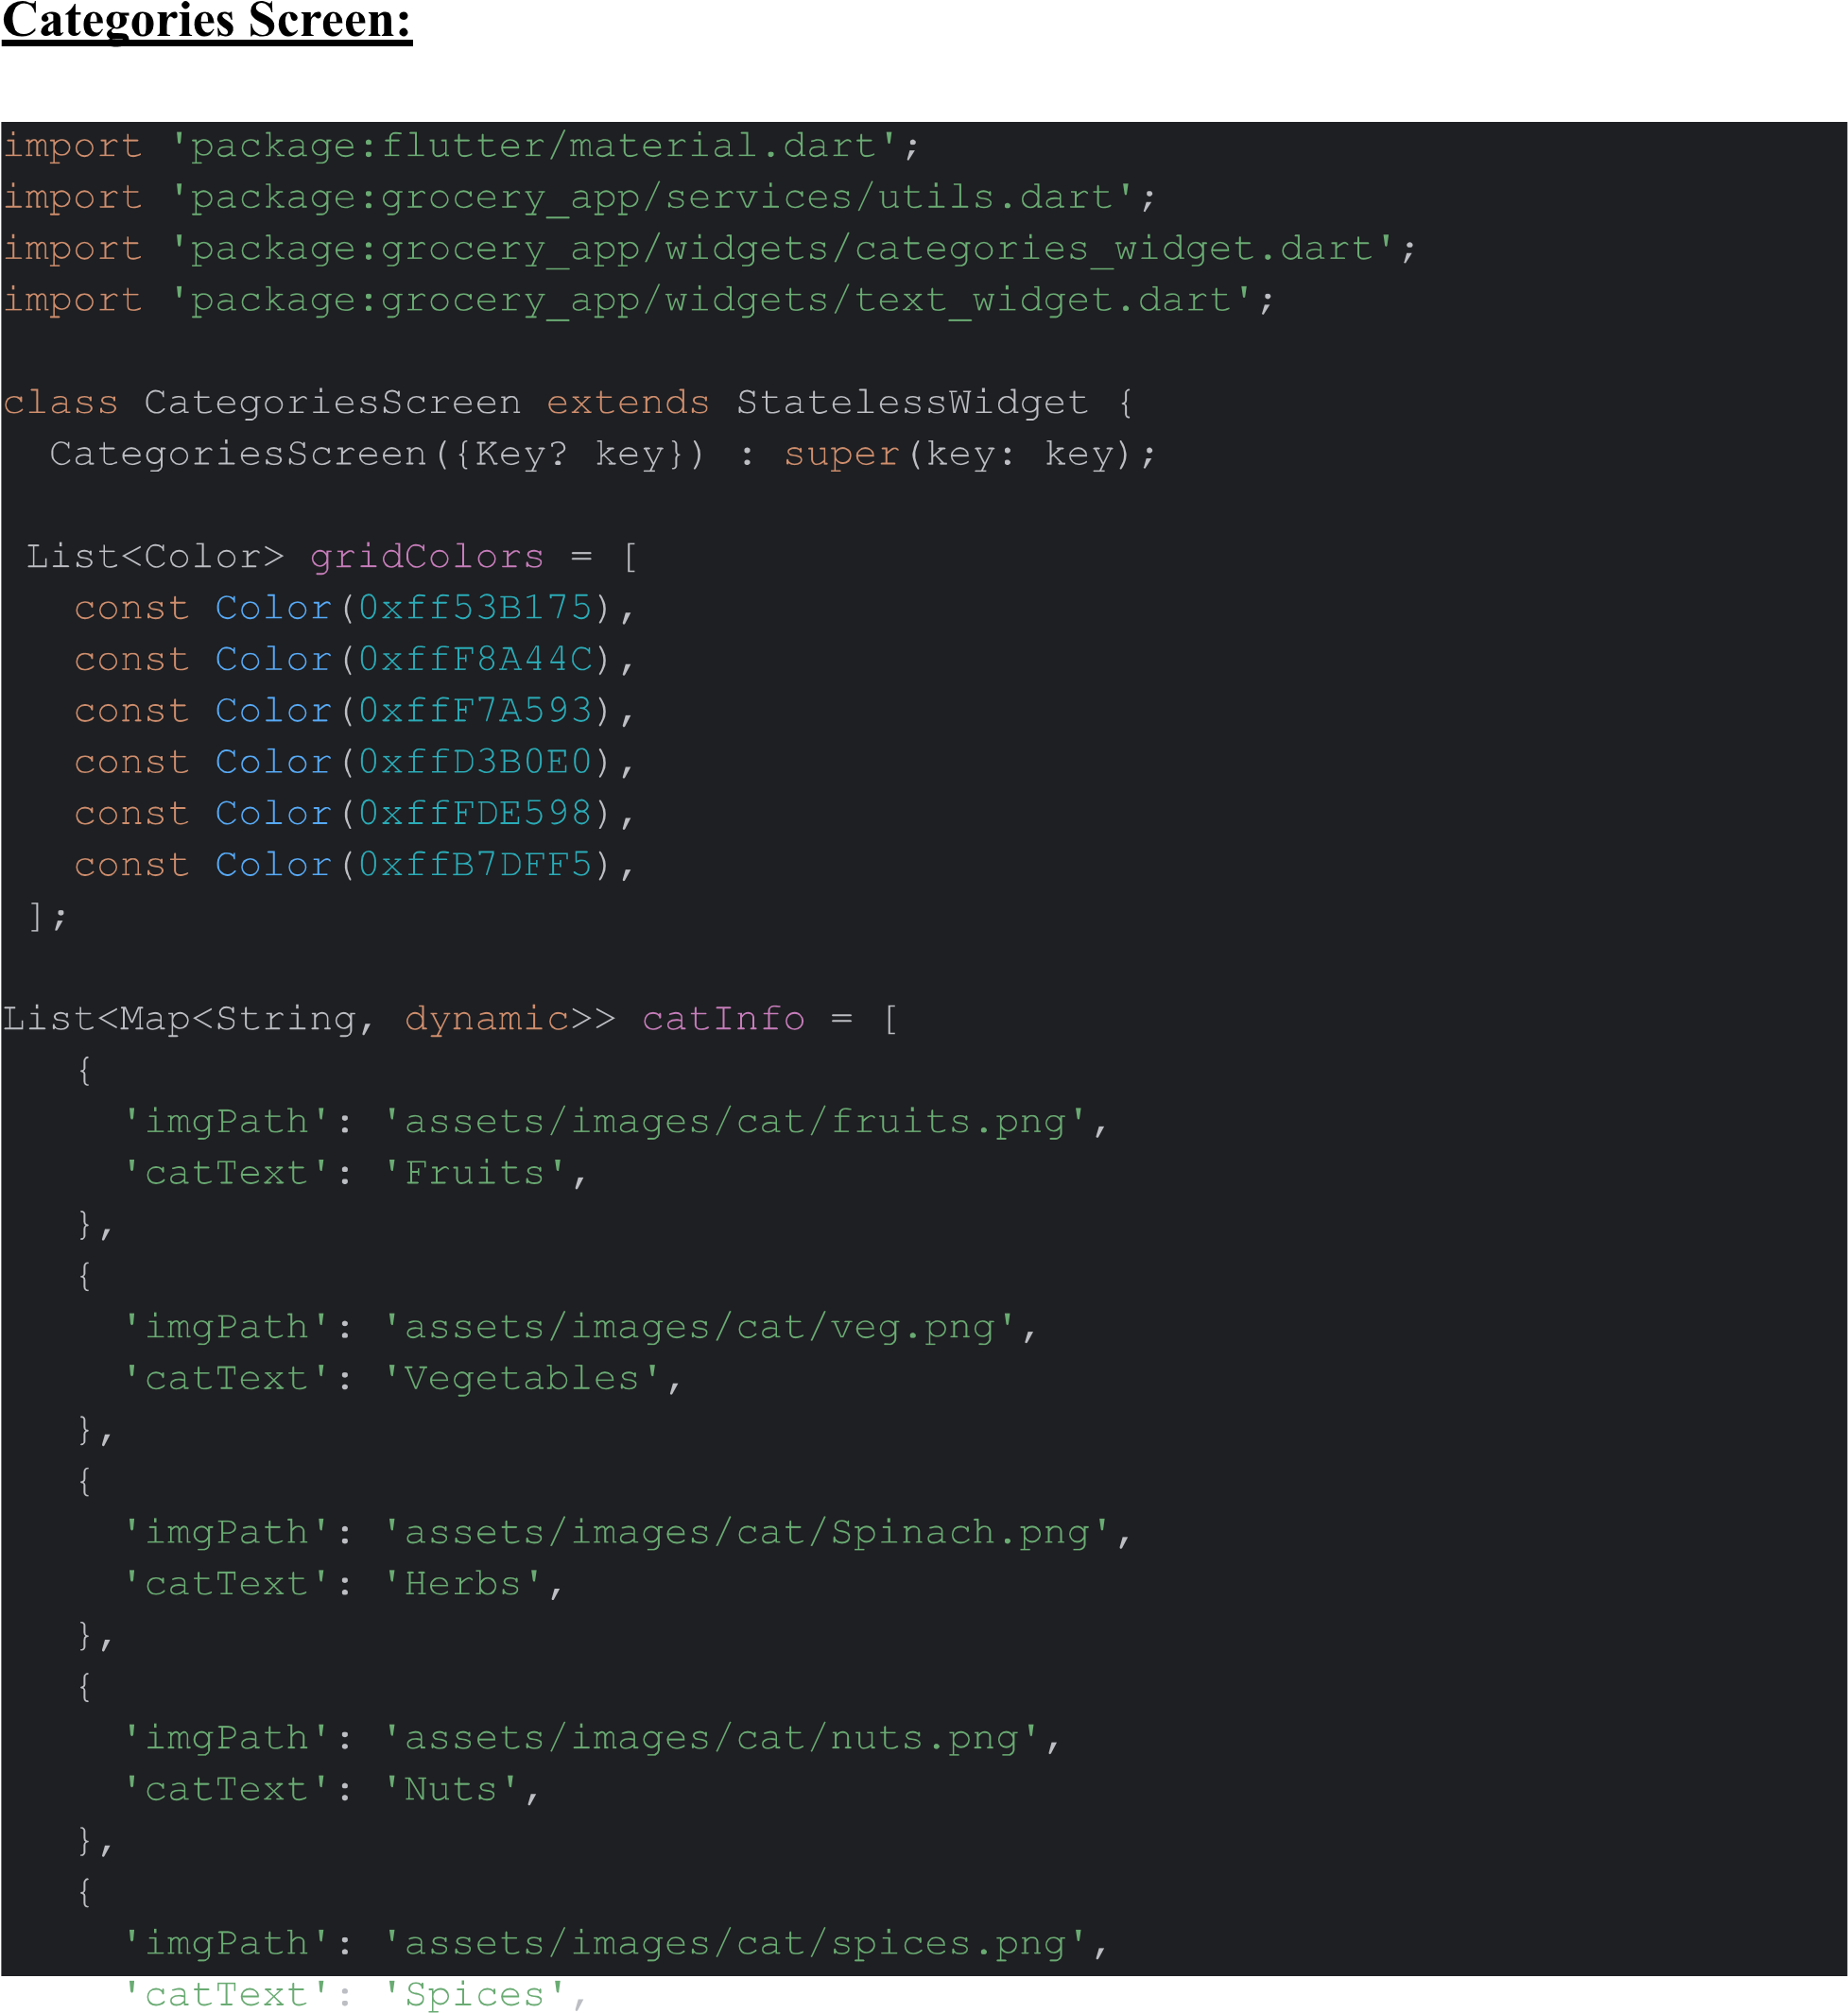 Categories Screen:
import 'package:flutter/material.dart';
import 'package:grocery_app/services/utils.dart';
import 'package:grocery_app/widgets/categories_widget.dart';
import 'package:grocery_app/widgets/text_widget.dart';
class CategoriesScreen extends StatelessWidget {
  CategoriesScreen({Key? key}) : super(key: key);
 List<Color> gridColors = [
   const Color(0xff53B175),
   const Color(0xffF8A44C),
   const Color(0xffF7A593),
   const Color(0xffD3B0E0),
   const Color(0xffFDE598),
   const Color(0xffB7DFF5),
 ];
List<Map<String, dynamic>> catInfo = [
   {
     'imgPath': 'assets/images/cat/fruits.png',
     'catText': 'Fruits',
   },
   {
     'imgPath': 'assets/images/cat/veg.png',
     'catText': 'Vegetables',
   },
   {
     'imgPath': 'assets/images/cat/Spinach.png',
     'catText': 'Herbs',
   },
   {
     'imgPath': 'assets/images/cat/nuts.png',
     'catText': 'Nuts',
   },
   {
     'imgPath': 'assets/images/cat/spices.png',
     'catText': 'Spices',